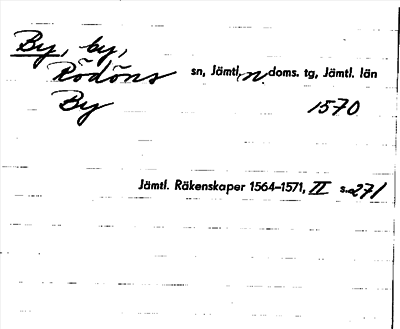 By, by,
Rödöns sn, Jämtl. n. doms. tg, Jämtl. län
By 1570
Jämtl. Räkenskaper 1564–1571, II s. 271